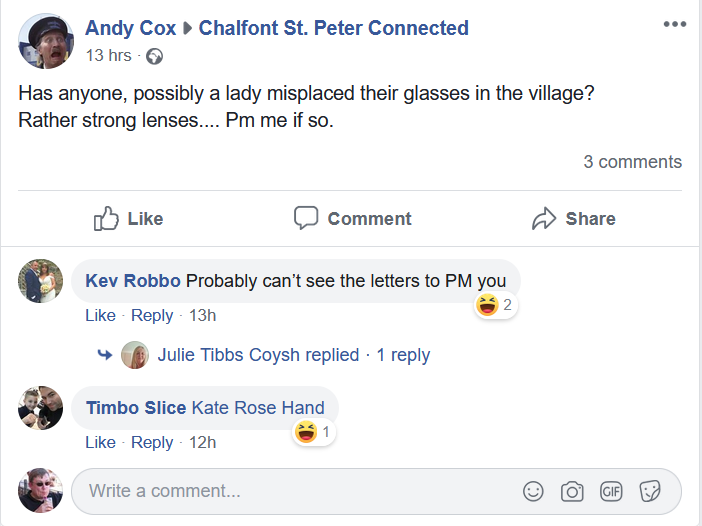 Andy Cox ▸ Chalfont St. Peter Connected
13 hrs ·
Has anyone, possibly a lady misplaced their glasses in the village?
Rather strong lenses.... Pm me if so.
3 comments
Like Comment Share
Kev Robbo Probably can't see the letters to PM you
2
Like · Reply · 13h
Julie Tibbs Coysh replied · 1 reply
Timbo Slice Kate Rose Hand
1
Like · Reply · 12h
Write a comment...
GIF